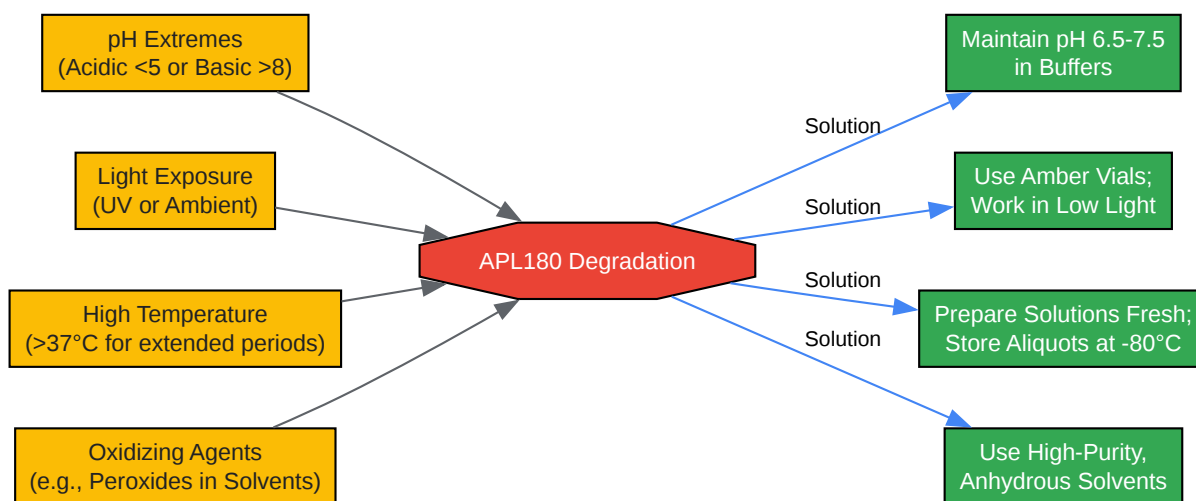 pH Extremes
(Acidic <5 or Basic >8)
Light Exposure
(UV or Ambient)
High Temperature
(>37°C for extended periods)
Oxidizing Agents
(e.g., Peroxides in Solvents)
APL180 Degradation
Solution
Solution
Solution
Solution
Maintain pH 6.5-7.5
in Buffers
Use Amber Vials;
Work in Low Light
Prepare Solutions Fresh;
Store Aliquots at -80°C
Use High-Purity,
Anhydrous Solvents